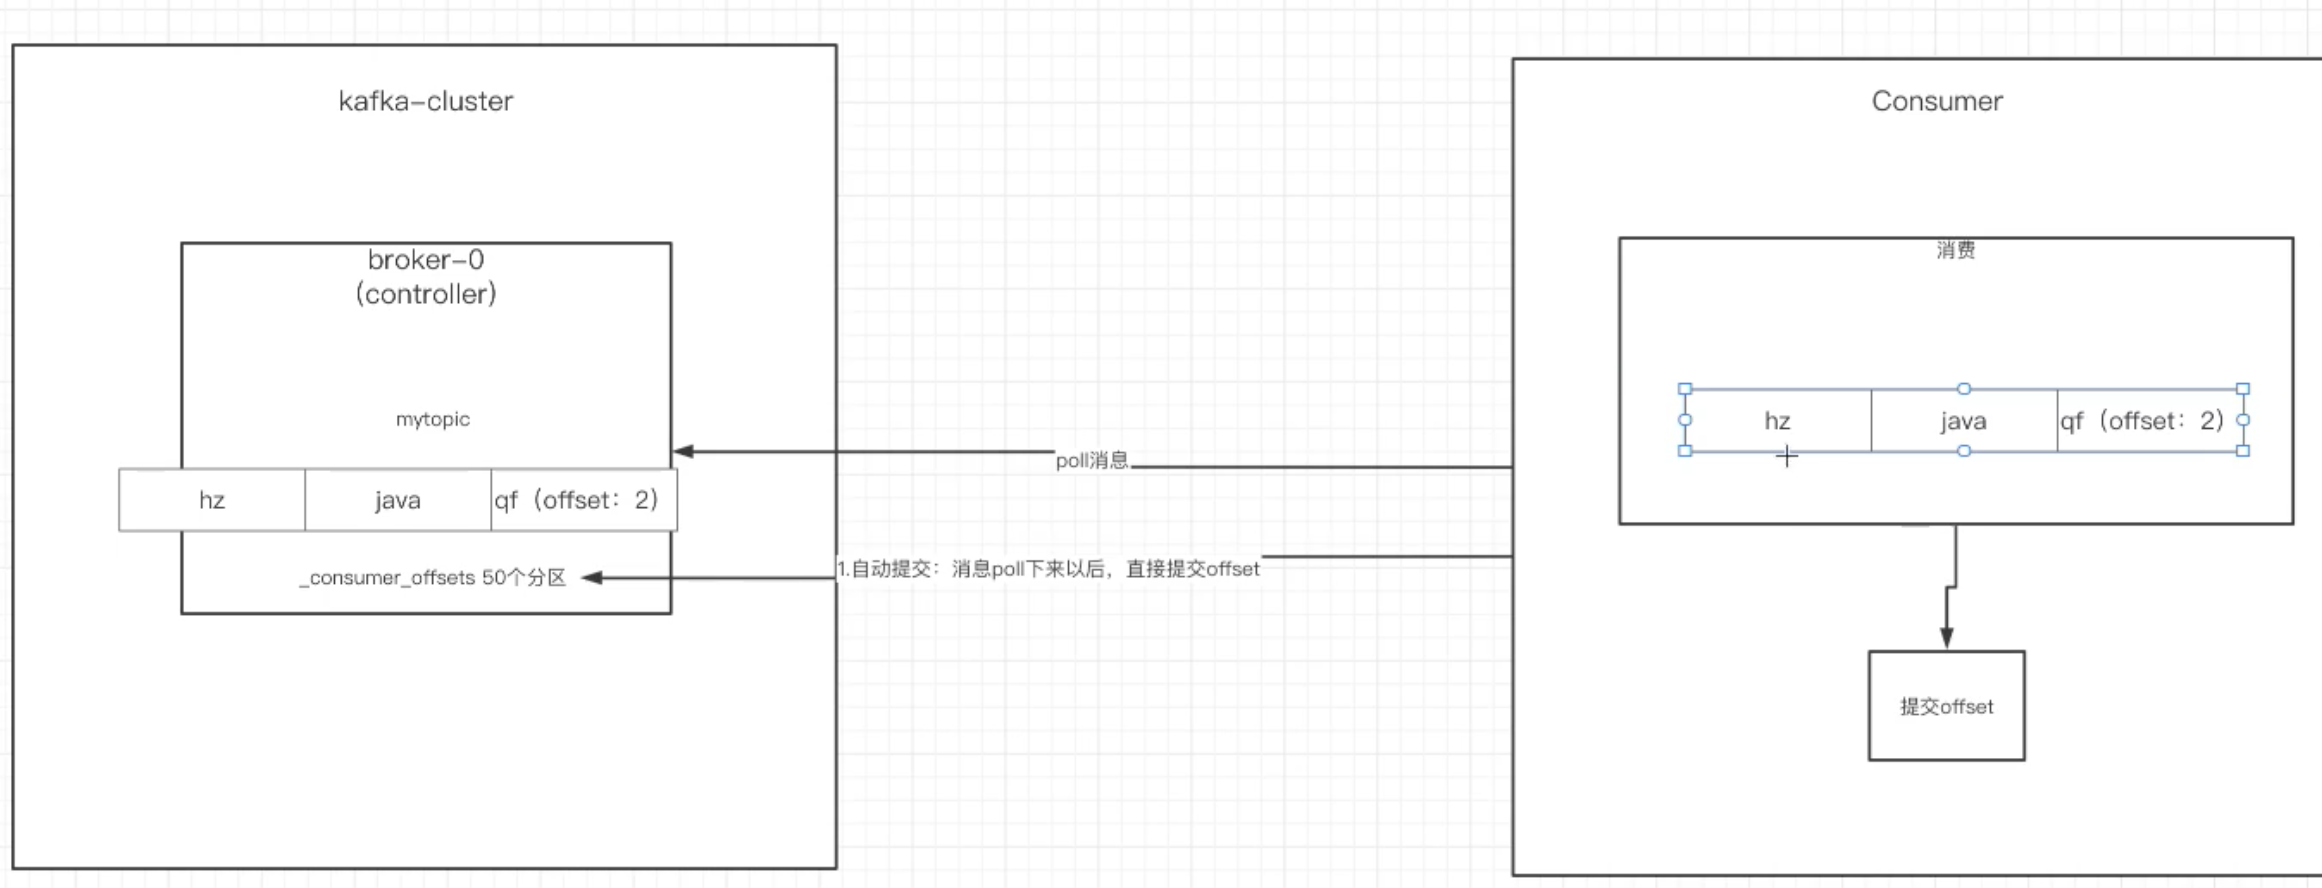 kafka-cluster
broker-0
(controller)
mytopic
hz
java
qf（offset：2）
_consumer_offsets 50个分区
poll消息
1.自动提交：消息poll下来以后，直接提交offset
Consumer
消费
hz
java
qf（offset：2）
提交offset